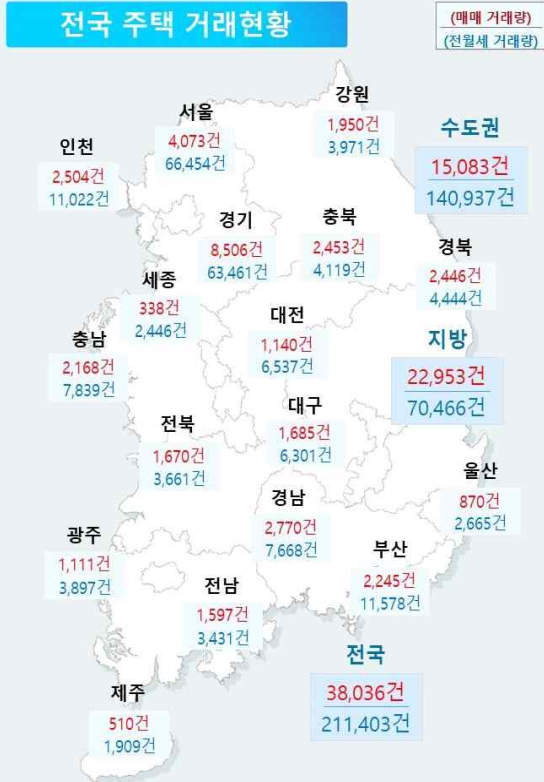 전국 주택 거래현황
(매매 거래량)
(전월세 거래량)
서울
4,073건
66,454건
강원
1,950건
3,971건
수도권
15,083건
140,937건
인천
2,504건
11,022건
경기
8,506건
63,461건
충북
2,453건
4,119건
경북
2,446건
4,444건
세종
338건
2,446건
대전
1,140건
6,537건
지방
22,953건
70,466건
충남
2,168건
7,839건
대구
1,685건
6,301건
전북
1,670건
3,661건
울산
870건
2,665건
경남
2,770건
7,668건
광주
1,111건
3,897건
부산
2,245건
11,578건
전남
1,597건
3,431건
전국
38,036건
211,403건
제주
510건
1,909건